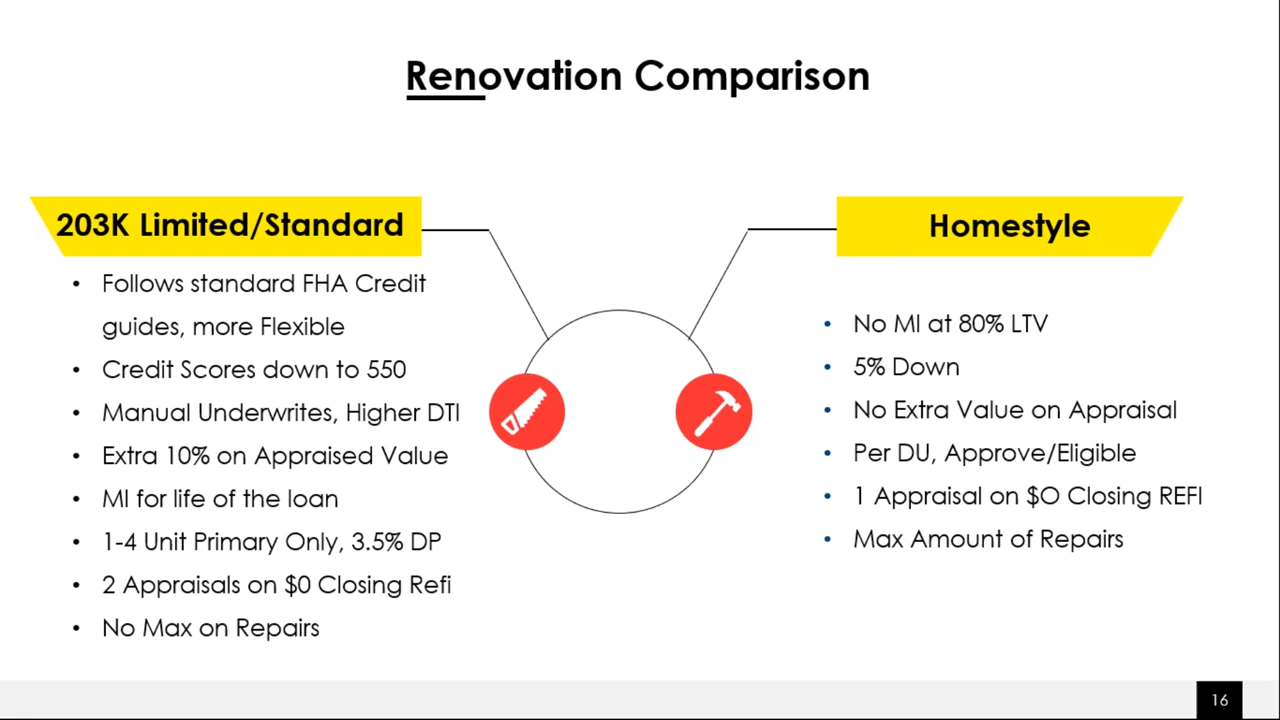 Renovation Comparison
203K Limited/Standard
• Follows standard FHA Credit
guides, more Flexible
• Credit Scores down to 550
• Manual Underwrites, Higher DTI
• Extra 10% on Appraised Value
• MI for life of the loan
• 1-4 Unit Primary Only, 3.5% DP
• 2 Appraisals on $0 Closing Refi
• No Max on Repairs
Homestyle
• No MI at 80% LTV
• 5% Down
• No Extra Value on Appraisal
• Per DU, Approve/Eligible
• 1 Appraisal on $O Closing REFI
• Max Amount of Repairs
16